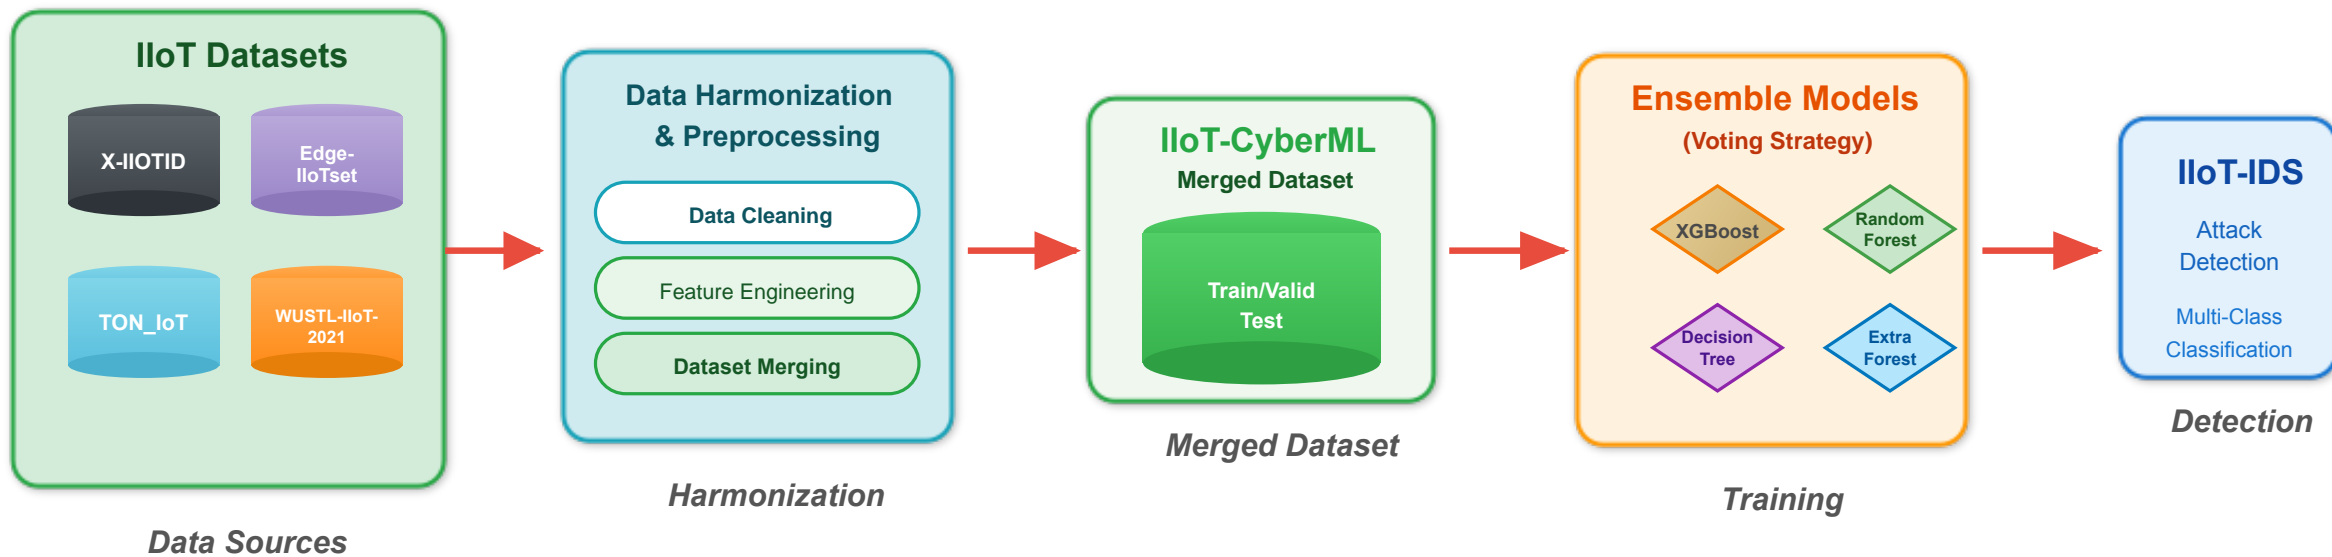 IIoT Datasets
X-IIOTID
Edge-
IIoTset
TON_IoT
WUSTL-IIoT-
2021
Data Sources
Data Harmonization
& Preprocessing
Data Cleaning
Feature Engineering
Dataset Merging
Harmonization
IIoT-CyberML
Merged Dataset
Train/Valid
Test
Merged Dataset
Ensemble Models
(Voting Strategy)
XGBoost
Random
Forest
Decision
Tree
Extra
Forest
Training
IIoT-IDS
Attack
Detection
Multi-Class
Classification
Detection